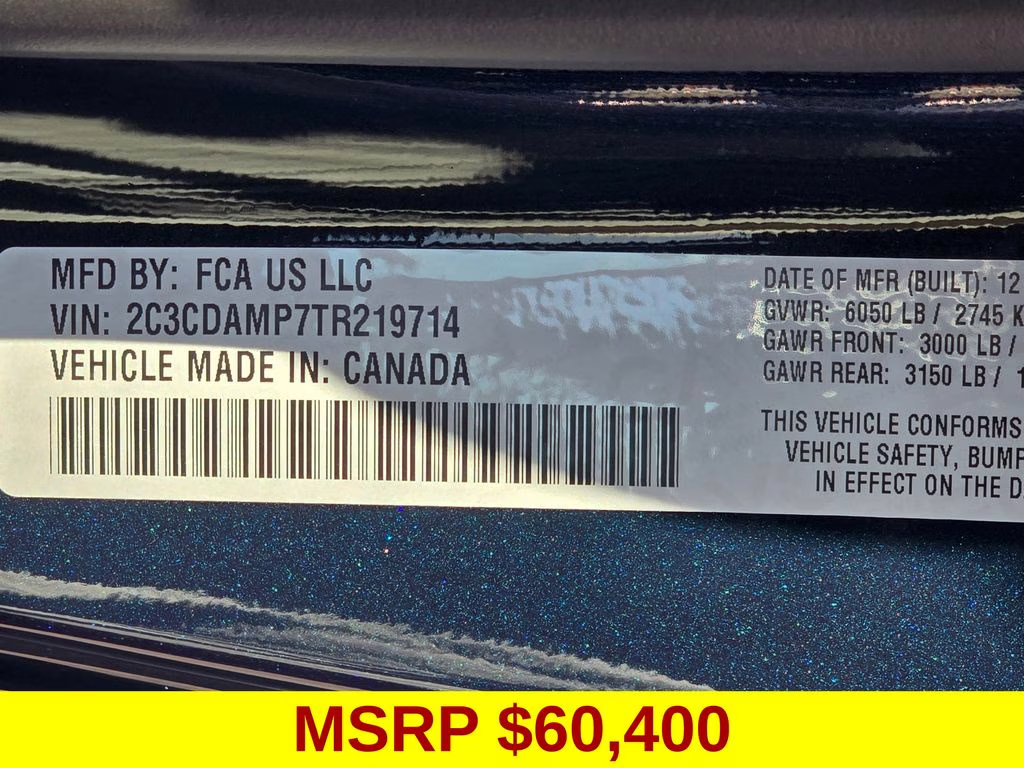 MFD BY: FCA US LLC
VIN: 2C3CDAMP7TR219714
VEHICLE MADE IN: CANADA
DATE OF MFR (BUILT): 12
GVWR: 6050 LB / 2745 K
GAWR FRONT: 3000 LB /
GAWR REAR: 3150 LB / 1
THIS VEHICLE CONFORMS
VEHICLE SAFETY, BUMP
IN EFFECT ON THE D
MSRP $60,400